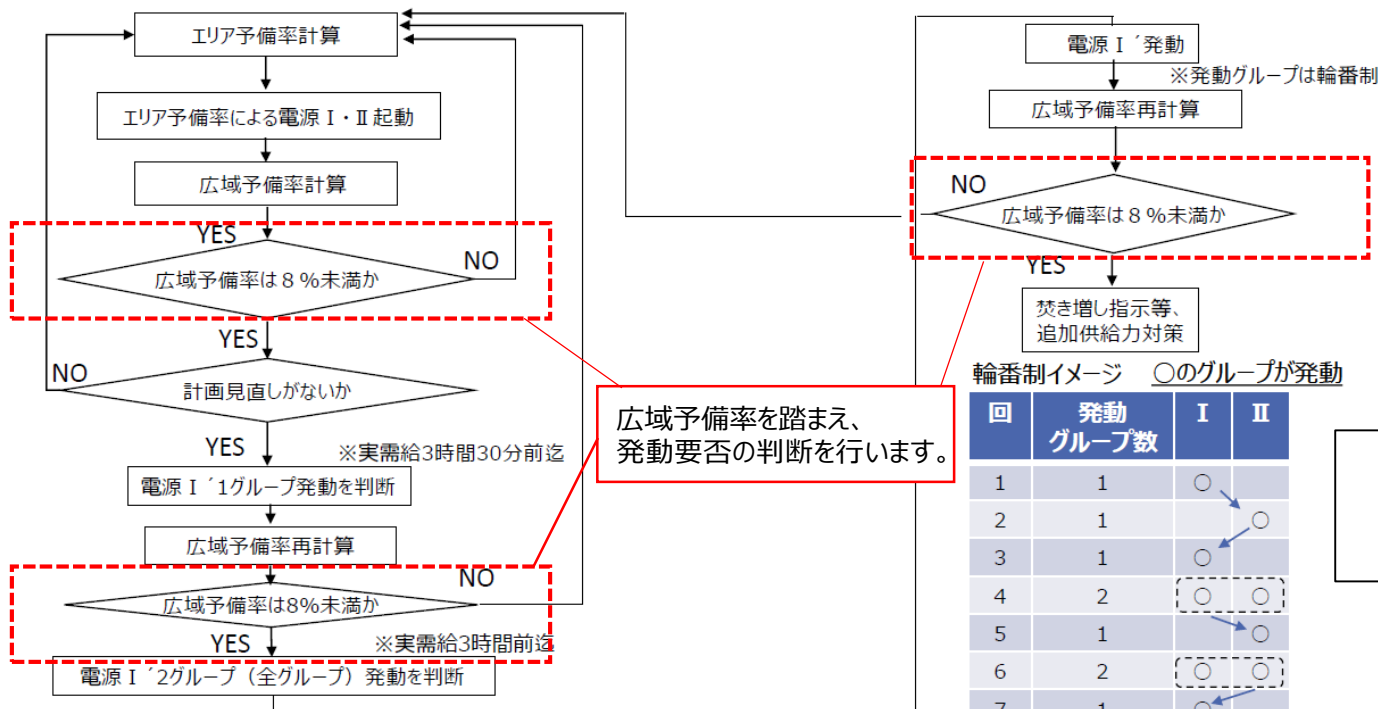 エリア予備率計算
エリア予備率による電源Ⅰ・Ⅱ起動
広域予備率計算
YES
広域予備率は8%未満か
NO
YES
NO
計画見直しがないか
YES
※実需給3時間30分前迄
電源Ⅰ´1グループ発動を判断
広域予備率再計算
NO
広域予備率は8%未満か
YES
※実需給3時間前迄
電源Ⅰ´2グループ(全グループ)発動を判断
広域予備率を踏まえ、
発動要否の判断を行います。
電源Ⅰ´発動
※発動グループは輪番制
広域予備率再計算
NO
広域予備率は8%未満か
YES
焚き増し指示等、
追加供給力対策
輪番制イメージ ○のグループが発動
回 発動グループ数 Ⅰ Ⅱ
1 1 ○
2 1 ○
3 1 ○
4 2 ○ ○
5 1 ○
6 2 ○ ○
7 1 ○